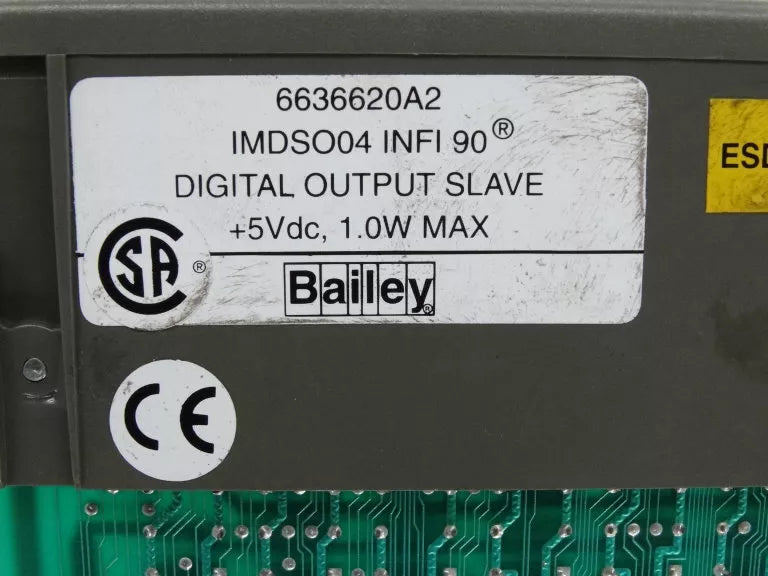 6636620A2
IMDSO04 INFI 90®
DIGITAL OUTPUT SLAVE
+5Vdc, 1.0W MAX
SA ®
Bailey®
CE
ESD